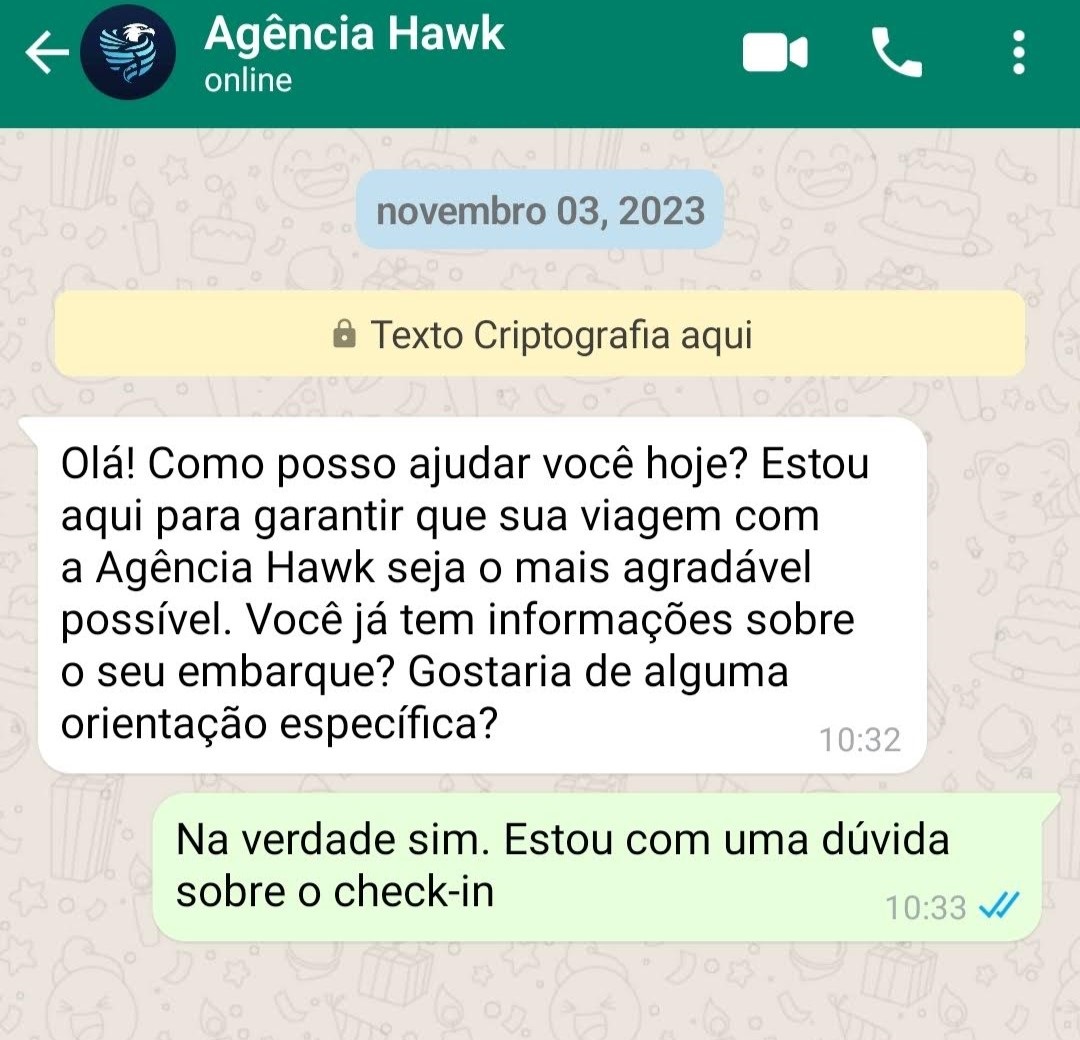 Agência Hawk
online
novembro 03, 2023
Texto Criptografia aqui
Olá! Como posso ajudar você hoje? Estou
aqui para garantir que sua viagem com
a Agência Hawk seja o mais agradável
possível. Você já tem informações sobre
o seu embarque? Gostaria de alguma
orientação específica?
10:32
Na verdade sim. Estou com uma dúvida
sobre o check-in
10:33